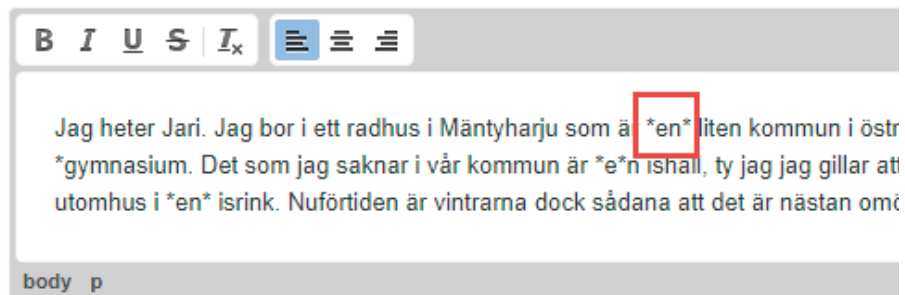 B I U S Tx
Jag heter Jari. Jag bor i ett radhus i Mäntyharju som är *en* liten kommun i östr
*gymnasium. Det som jag saknar i vår kommun är *e*n ishall, ty jag jag gillar att
utomhus i *en* isrink. Nuförtiden är vintrarna dock sådana att det är nästan omö
body p